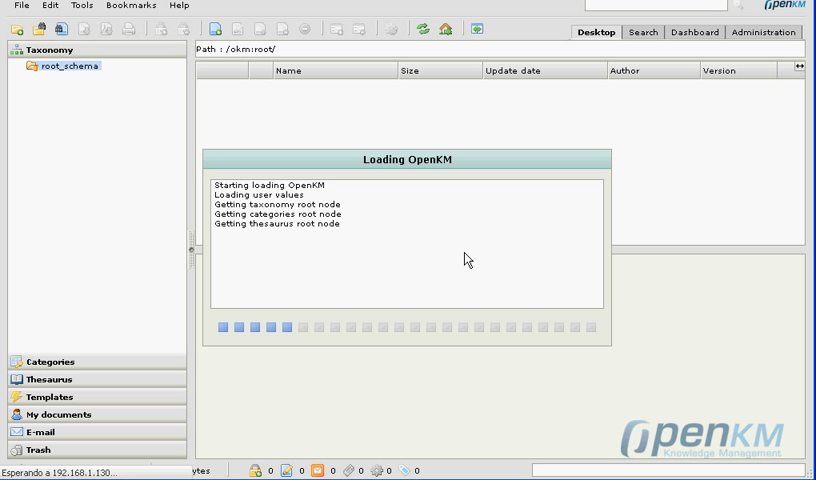 File Edit Tools Bookmarks Help
OpenKM
Desktop Search Dashboard Administration
Taxonomy
Path : /okm:root/
root_schema
Name Size Update date Author Version
Loading OpenKM
Starting loading OpenKM
Loading user values
Getting taxonomy root node
Getting categories root node
Getting thesaurus root node
Categories
Thesaurus
Templates
My documents
E-mail
Trash
OpenKM
Knowledge Management
Esperando a 192.168.1.130... ytes 0 0 0 0 0 0